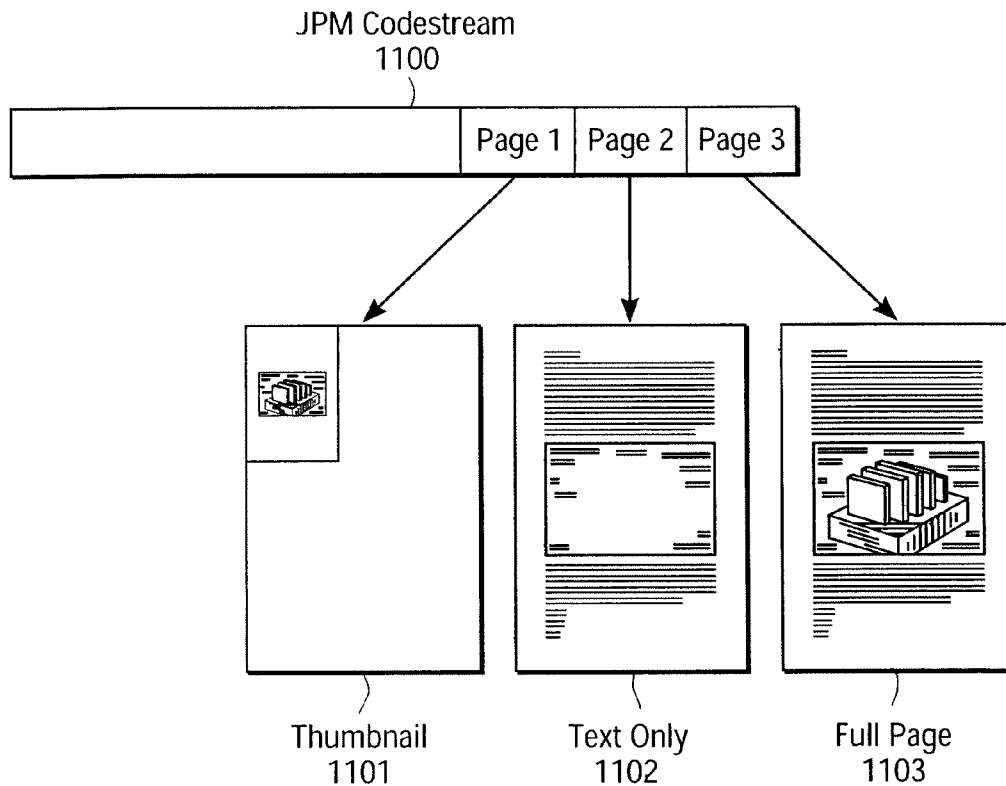 JPM Codestream
1100
Page 1 Page 2 Page 3
Thumbnail
1101
Text Only
1102
Full Page
1103